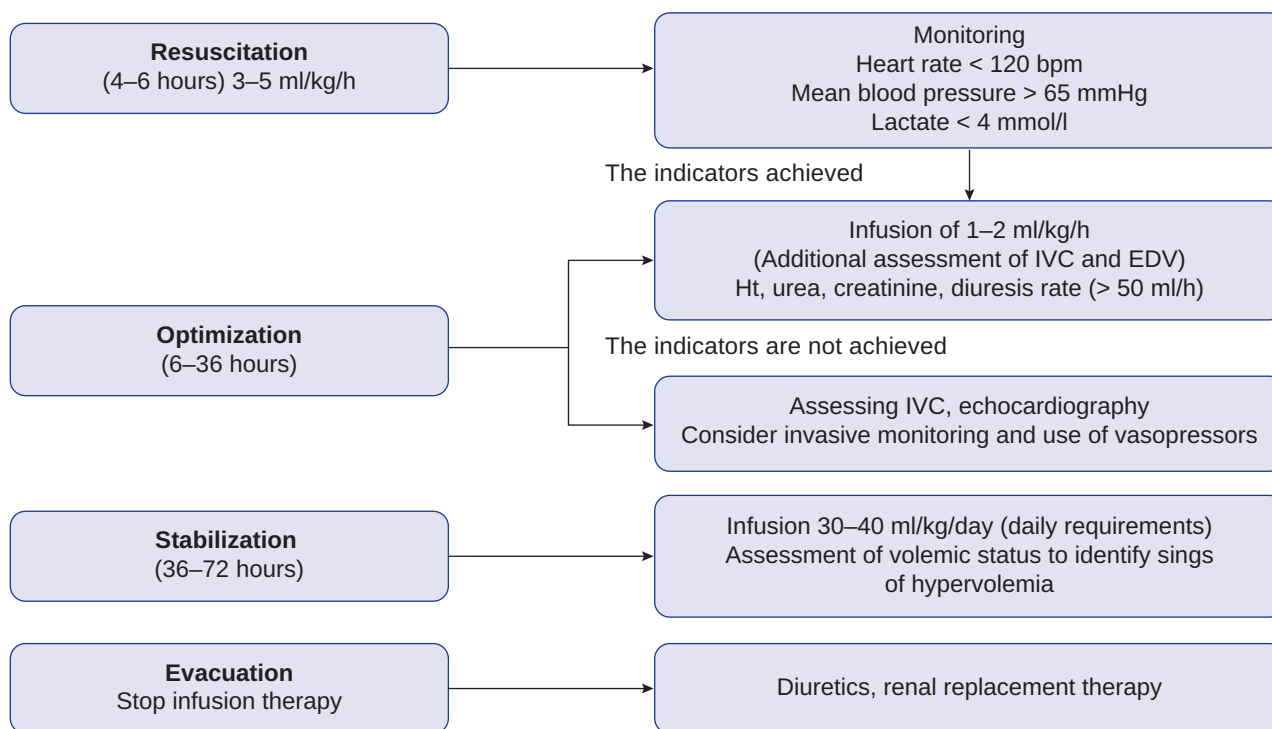 Resuscitation
(4–6 hours) 3–5 ml/kg/h
Monitoring
Heart rate < 120 bpm
Mean blood pressure > 65 mmHg
Lactate < 4 mmol/l
The indicators achieved
Infusion of 1–2 ml/kg/h
(Additional assessment of IVC and EDV)
Ht, urea, creatinine, diuresis rate (> 50 ml/h)
Optimization
(6–36 hours)
The indicators are not achieved
Assessing IVC, echocardiography
Consider invasive monitoring and use of vasopressors
Stabilization
(36–72 hours)
Infusion 30–40 ml/kg/day (daily requirements)
Assessment of volemic status to identify sings
of hypervolemia
Evacuation
Stop infusion therapy
Diuretics, renal replacement therapy